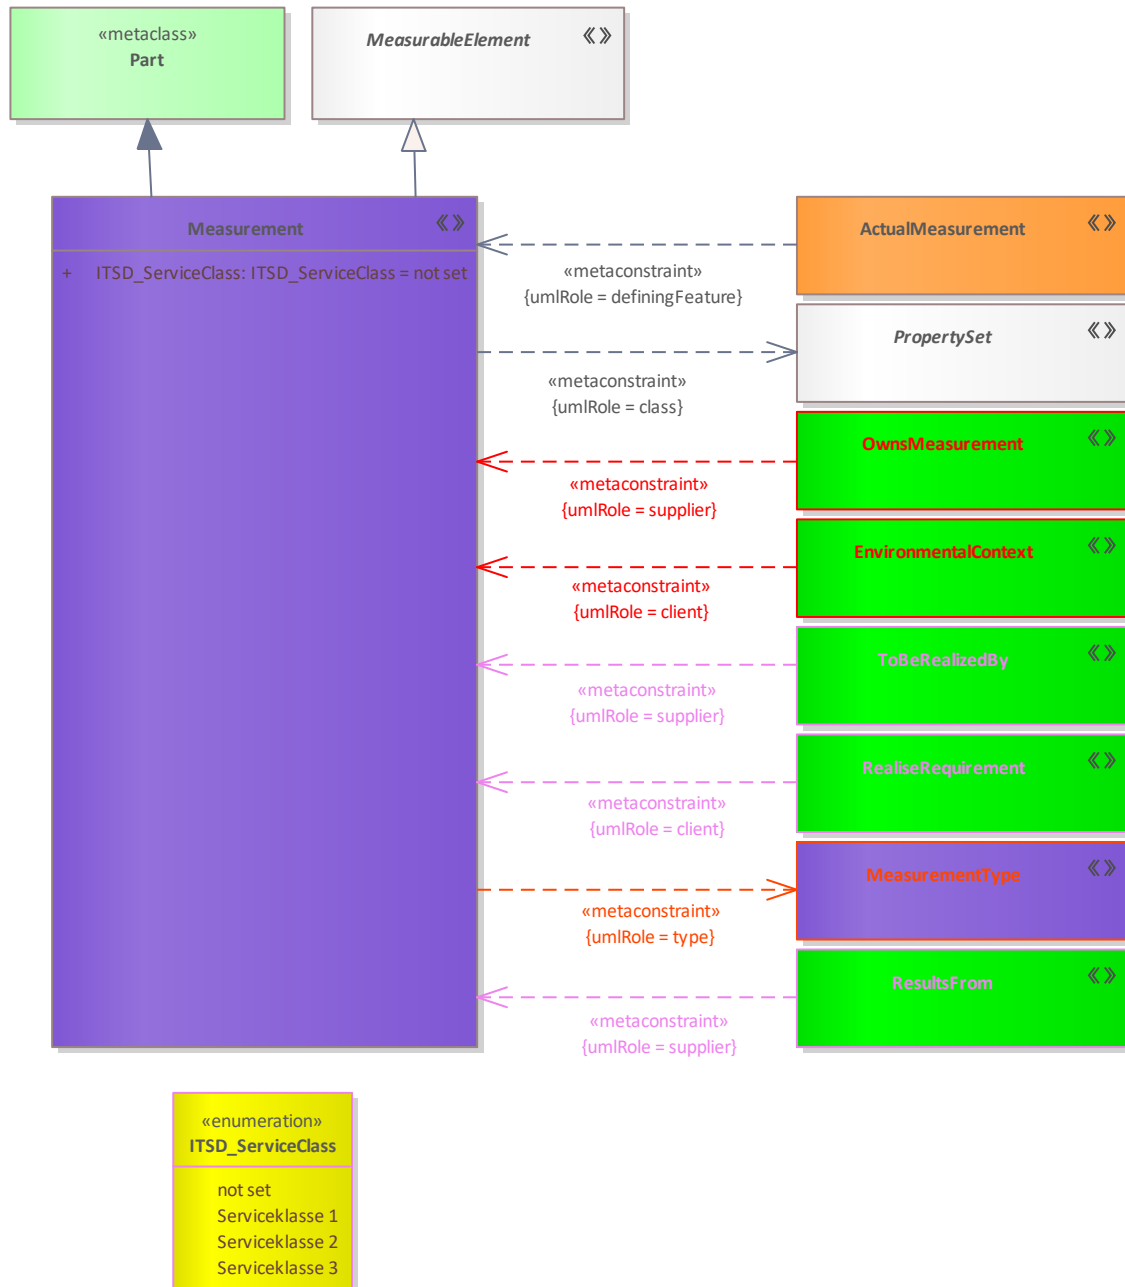 «metaclass»
Part
MeasurableElement
Measurement
+ ITSD_ServiceClass: ITSD_ServiceClass = not set
ActualMeasurement
«metaconstraint»
{umlRole = definingFeature}
PropertySet
«metaconstraint»
{umlRole = class}
OwnsMeasurement
«metaconstraint»
{umlRole = supplier}
EnvironmentalContext
«metaconstraint»
{umlRole = client}
ToBeRealizedBy
«metaconstraint»
{umlRole = supplier}
RealiseRequirement
«metaconstraint»
{umlRole = client}
MeasurementType
«metaconstraint»
{umlRole = type}
ResultsFrom
«metaconstraint»
{umlRole = supplier}
«enumeration»
ITSD_ServiceClass
not set
Serviceklasse 1
Serviceklasse 2
Serviceklasse 3